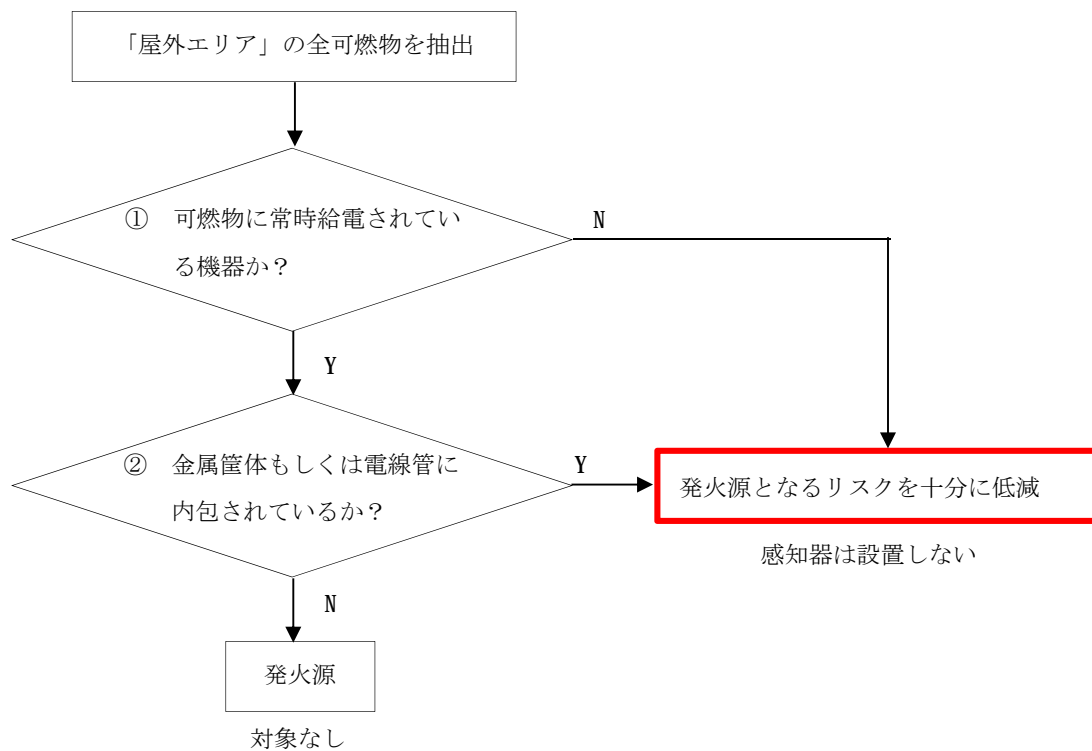 「屋外エリア」の全可燃物を抽出
① 可燃物に常時給電されてい
る機器か？
N
Y
② 金属筐体もしくは電線管に
内包されているか？
Y
発火源となるリスクを十分に低減
感知器は設置しない
N
発火源
対象なし